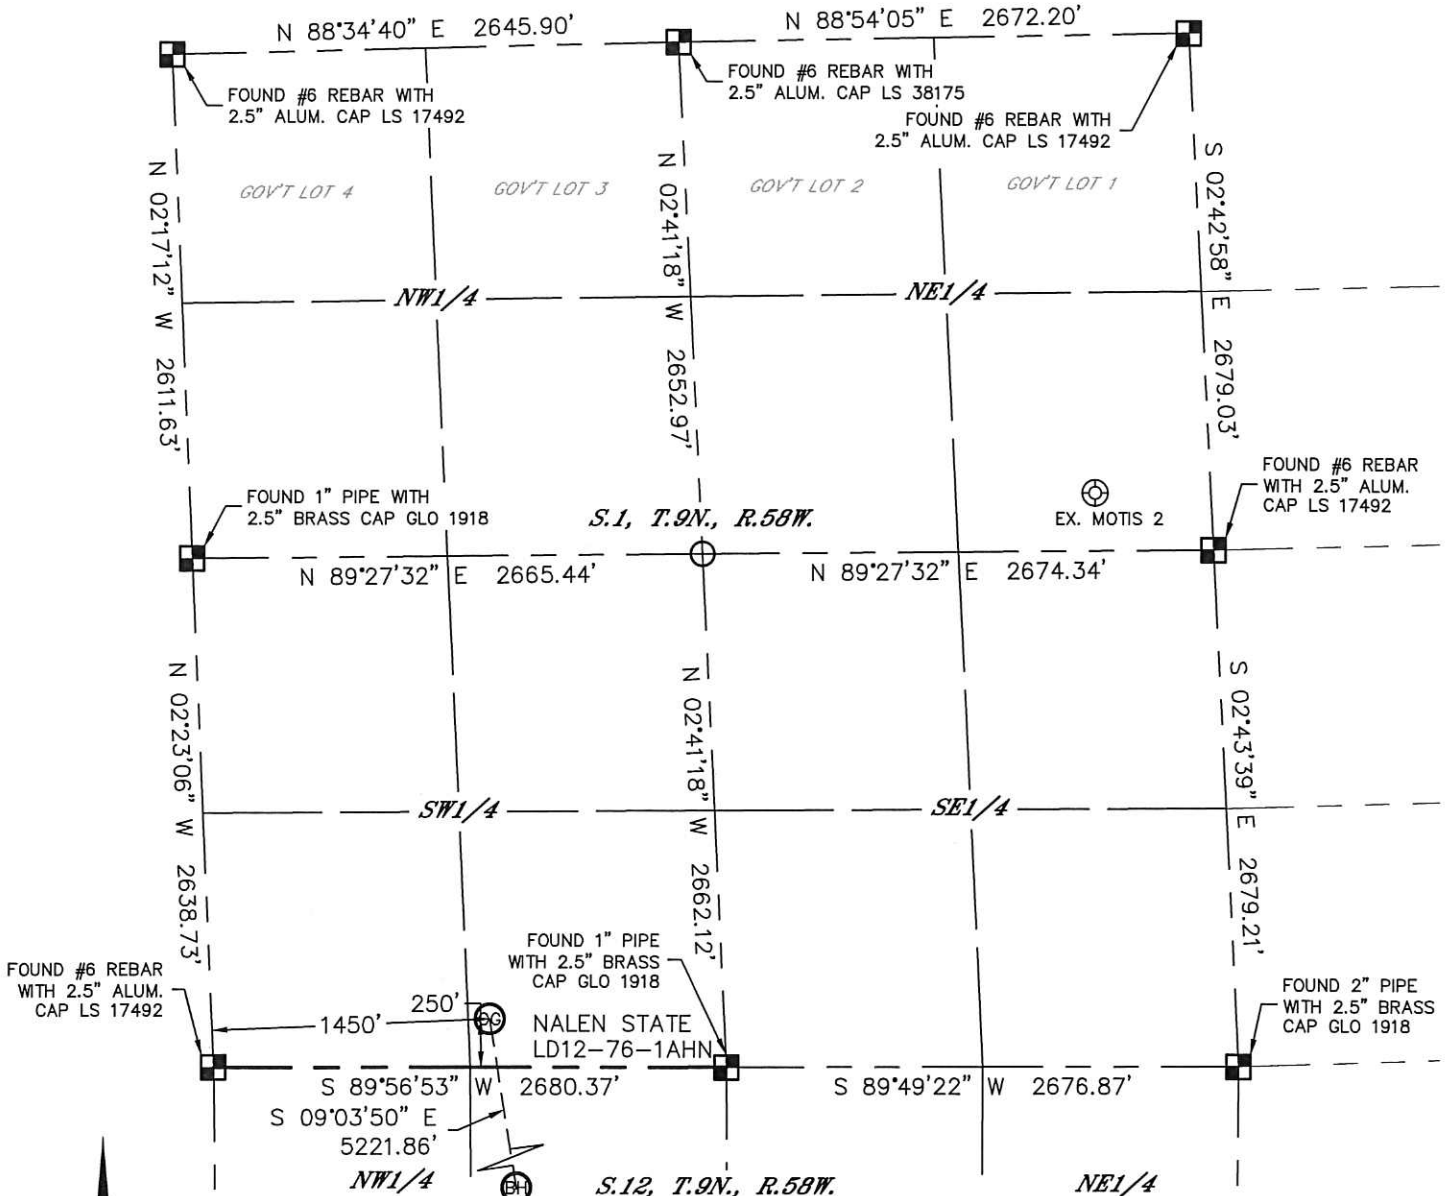 N 88°34'40" E 2645.90'
N 88°54'05" E 2672.20'
FOUND #6 REBAR WITH
2.5" ALUM. CAP LS 17492
FOUND #6 REBAR WITH
2.5" ALUM. CAP LS 38175
FOUND #6 REBAR WITH
2.5" ALUM. CAP LS 17492
N 02°17'12" W 2611.63'
GOV'T LOT 4
GOV'T LOT 3
N 02°41'18" W 2652.97'
GOV'T LOT 2
GOV'T LOT 1
S 02°42'58" E 2679.03'
NW1/4
NE1/4
FOUND 1" PIPE WITH
2.5" BRASS CAP GLO 1918
S.1, T.9N., R.58W.
EX. MOTIS 2
FOUND #6 REBAR
WITH 2.5" ALUM.
CAP LS 17492
N 89°27'32" E 2665.44'
N 89°27'32" E 2674.34'
N 02°23'06" W 2638.73'
N 02°41'18" W 2662.12'
S 02°43'39" E 2679.21'
SW1/4
SE1/4
FOUND #6 REBAR
WITH 2.5" ALUM.
CAP LS 17492
FOUND 1" PIPE
WITH 2.5" BRASS
CAP GLO 1918
FOUND 2" PIPE
WITH 2.5" BRASS
CAP GLO 1918
250'
1450'
OG
NALEN STATE
LD12-76-1AHN
S 89°56'53" W 2680.37'
S 89°49'22" W 2676.87'
S 09°03'50" E
5221.86'
NW1/4
BH
S.12, T.9N., R.58W.
NE1/4